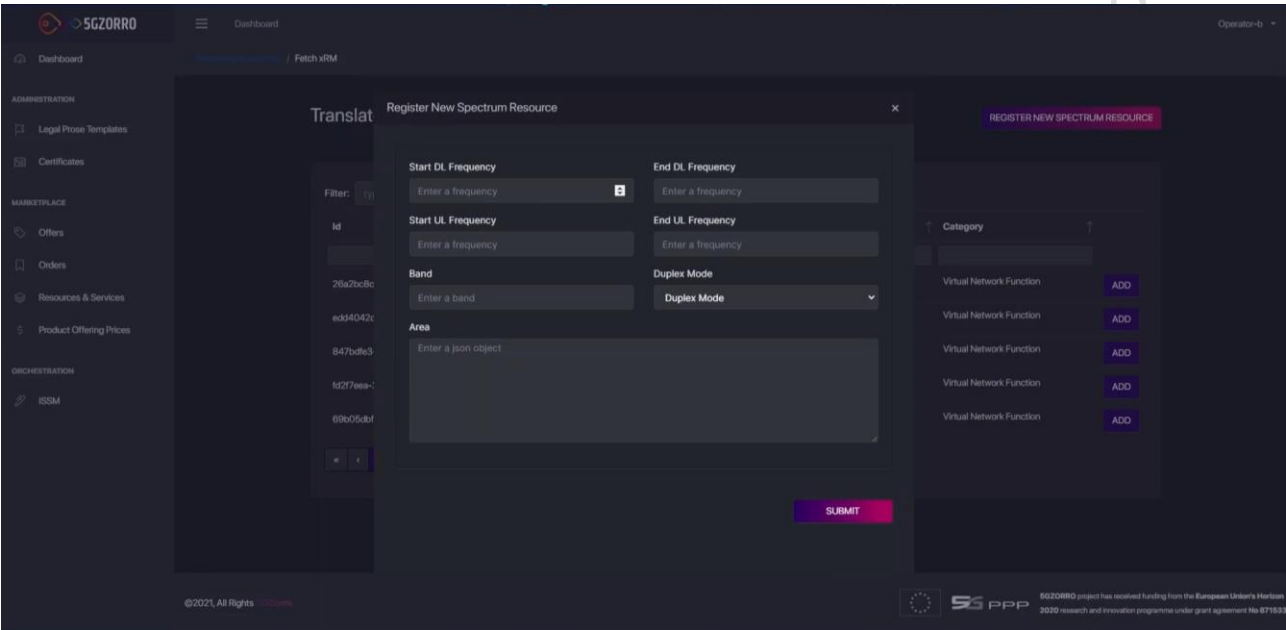 5GZORRO
Dashboard
Operator-b
Dashboard
/ Fetch xRM
ADMINISTRATION
Legal Prose Templates
Certificates
MARKETPLACE
Offers
Orders
Resources & Services
Product Offering Prices
ORCHESTRATION
ISSM
Translat
REGISTER NEW SPECTRUM RESOURCE
Register New Spectrum Resource
×
Start DL Frequency
End DL Frequency
Enter a frequency
Enter a frequency
Start UL Frequency
End UL Frequency
Enter a frequency
Enter a frequency
Band
Duplex Mode
Enter a band
Duplex Mode
Area
Enter a json object
SUBMIT
Filter:
Id
Category
26a2bc8c
Virtual Network Function
ADD
edd4042c
Virtual Network Function
ADD
847bdfe3
Virtual Network Function
ADD
fd2f7eea-
Virtual Network Function
ADD
69b05dbf
Virtual Network Function
ADD
©2021, All Rights 5GZorro
5G PPP
5GZORRO project has received funding from the European Union's Horizon
2020 research and innovation programme under grant agreement No 871533